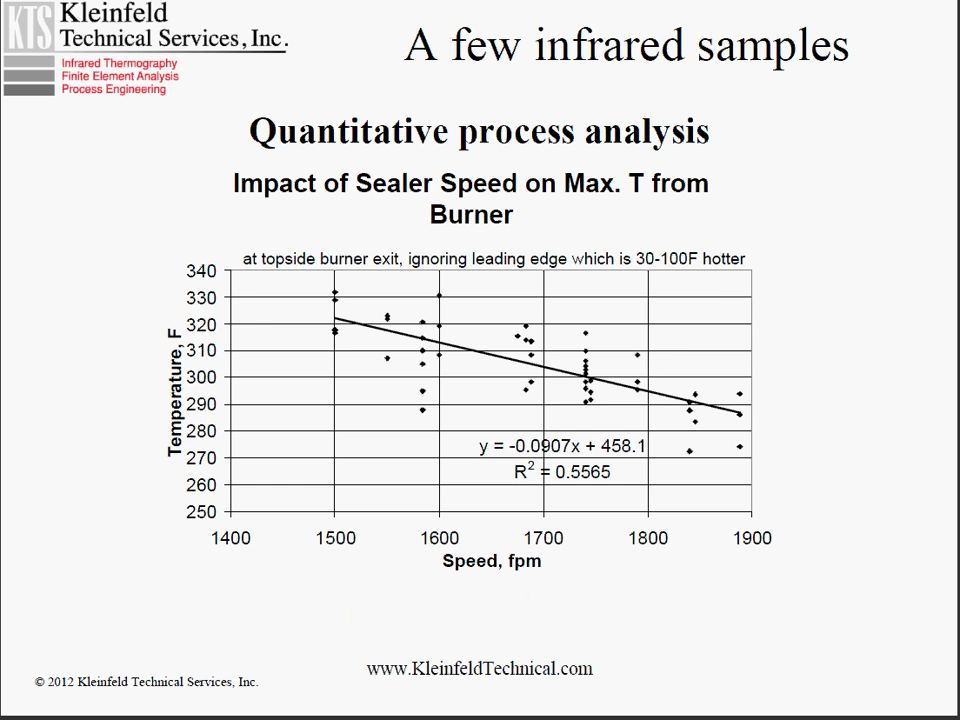 KTS
Kleinfeld
Technical Services, Inc.
Infrared Thermography
Finite Element Analysis
Process Engineering
A few infrared samples
Quantitative process analysis
Impact of Sealer Speed on Max. T from
Burner
at topside burner exit, ignoring leading edge which is 30-100F hotter
340
330
320
310
300
290
280
270
260
250
Temperature, F
y = -0.0907x + 458.1
R² = 0.5565
1400 1500 1600 1700 1800 1900
Speed, fpm
www.KleinfeldTechnical.com
© 2012 Kleinfeld Technical Services, Inc.